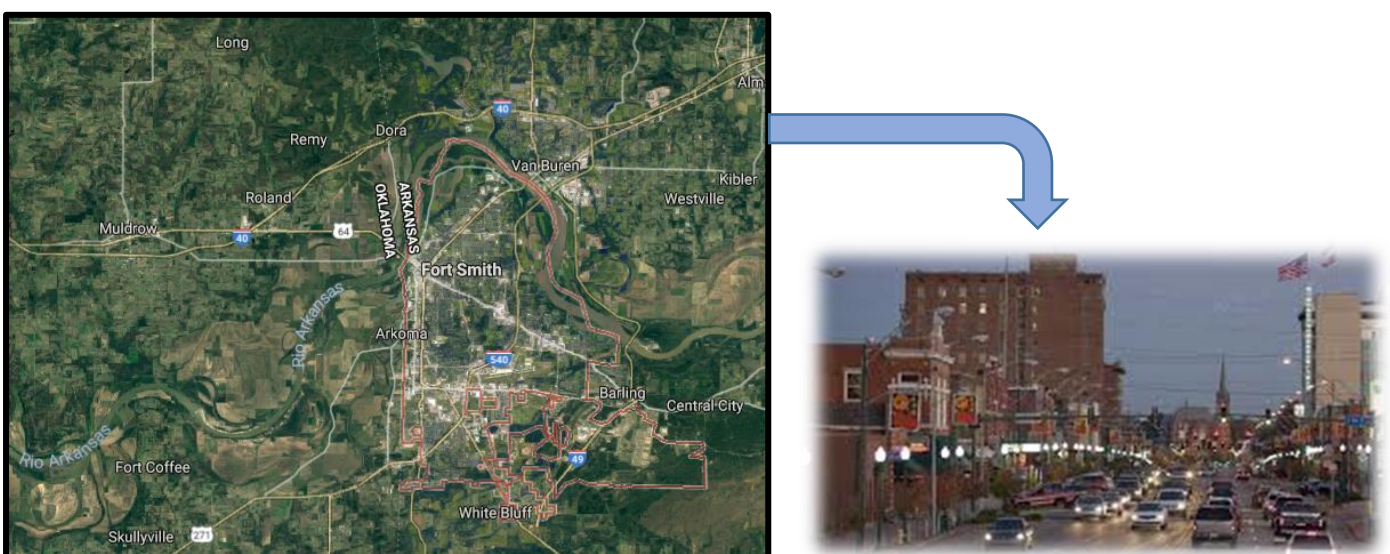 Long
Alm
40
Dora
Remy
Van Buren
Kibler
Roland
ARKANSAS
OKLAHOMA
Westville
Muldrow
64
40
Fort Smith
Rio Arkansas
Arkoma
540
Barling
Central City
Rio Arkansas
Fort Coffee
49
White Bluff
Skullyville
271